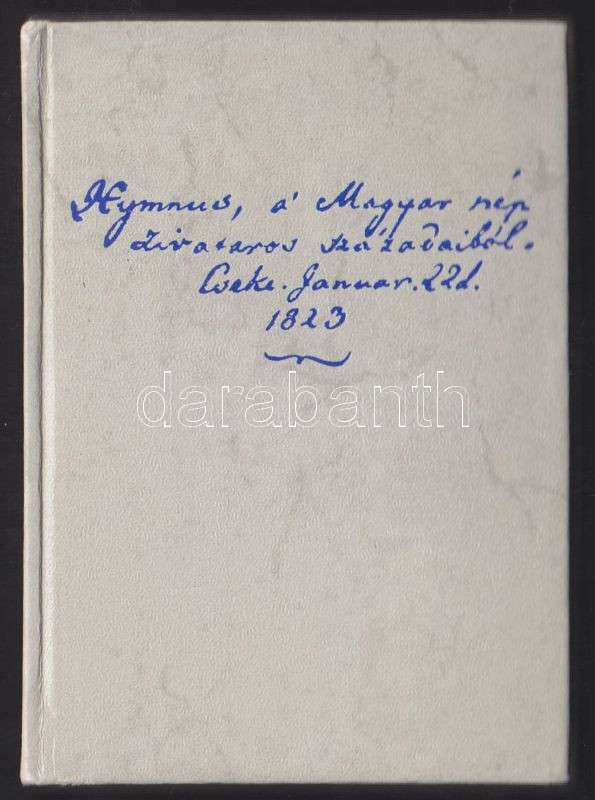 Hymnus, a' Magyar nép
zivataros századaiból.
Cseke. Januar. 22d.
1823
darabanth